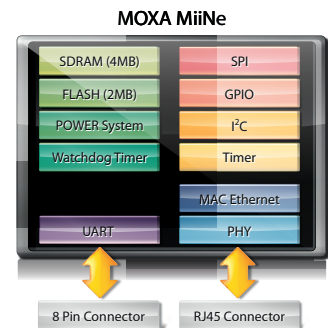 MOXA MiiNe
SDRAM (4MB)
SPI
FLASH (2MB)
GPIO
POWER System
I²C
Watchdog Timer
Timer
MAC Ethernet
UART
PHY
8 Pin Connector
RJ45 Connector